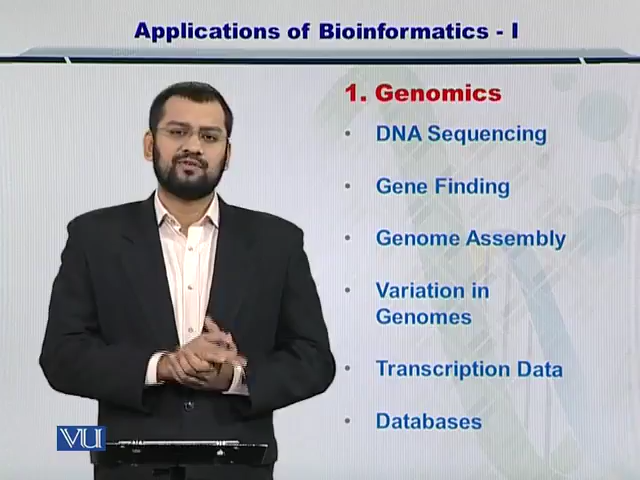 Applications of Bioinformatics - I
1. Genomics
• DNA Sequencing
• Gene Finding
• Genome Assembly
• Variation in
Genomes
• Transcription Data
• Databases
VU